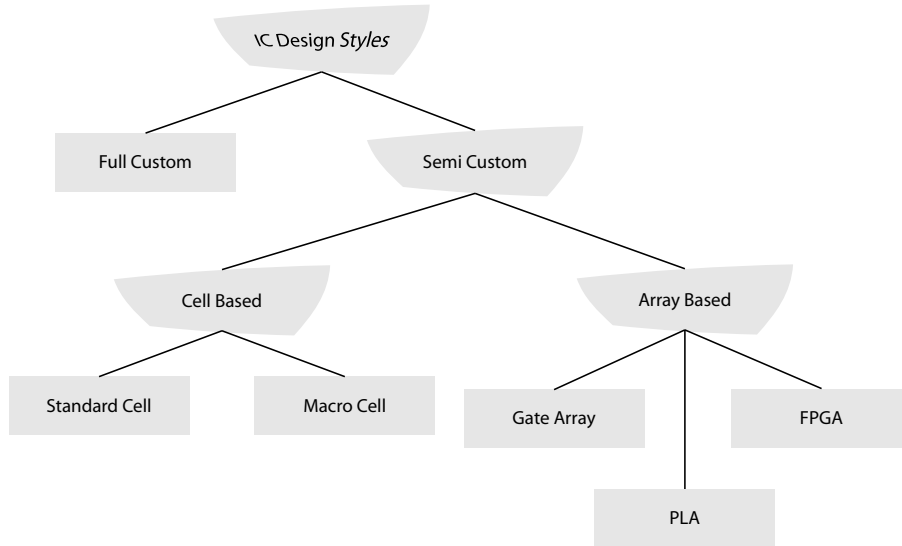 IC Design Styles
Full Custom
Semi Custom
Cell Based
Array Based
Standard Cell
Macro Cell
Gate Array
FPGA
PLA